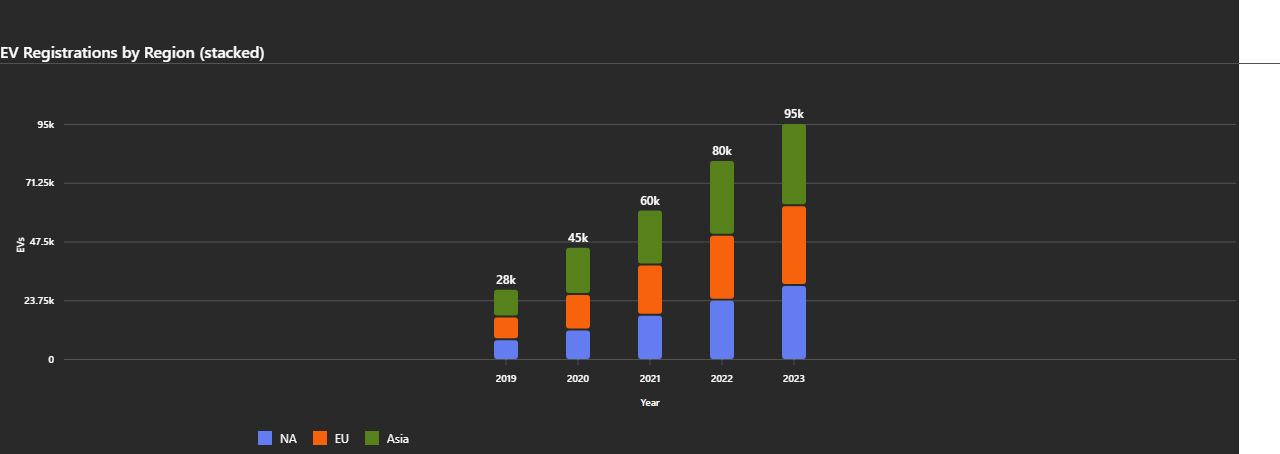 EV Registrations by Region (stacked)
95k
95k
80k
71.25k
60k
47.5k
45k
28k
23.75k
0
EVs
2019 2020 2021 2022 2023
Year
NA EU Asia